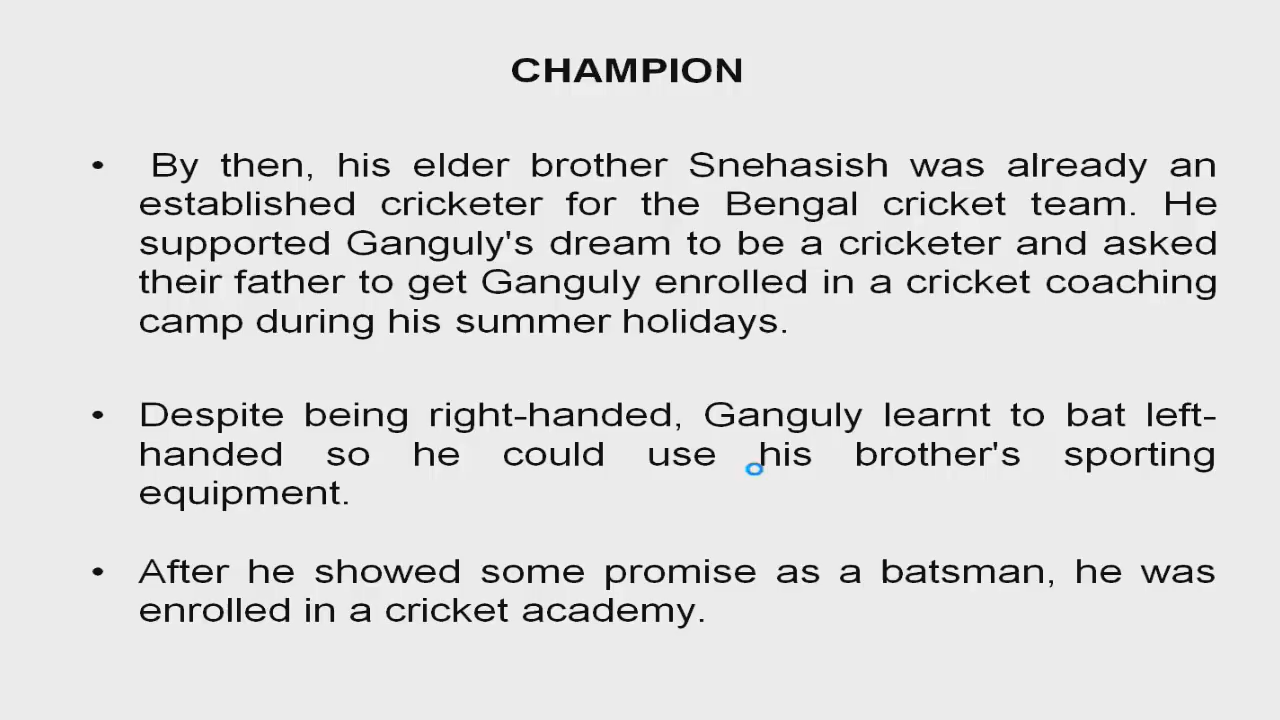 CHAMPION
• By then, his elder brother Snehasish was already an
established cricketer for the Bengal cricket team. He
supported Ganguly's dream to be a cricketer and asked
their father to get Ganguly enrolled in a cricket coaching
camp during his summer holidays.
• Despite being right-handed, Ganguly learnt to bat left-
handed so he could use his brother's sporting
equipment.
• After he showed some promise as a batsman, he was
enrolled in a cricket academy.